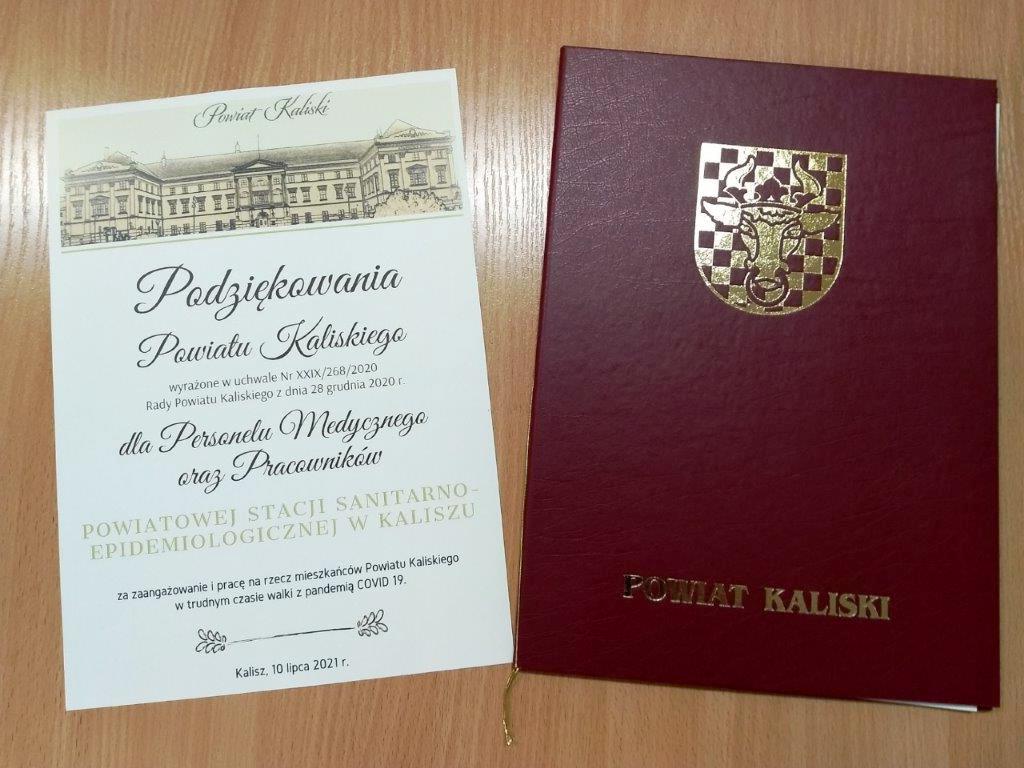 Powiat Kaliski
Podziękowania
Powiatu Kaliskiego
wyrażone w uchwale Nr XXIX/268/2020
Rady Powiatu Kaliskiego z dnia 28 grudnia 2020 r.
dla Personelu Medycznego
oraz Pracowników
POWIATOWEJ STACJI SANITARNO-
EPIDEMIOLOGICZNEJ W KALISZU
za zaangażowanie i pracę na rzecz mieszkańców Powiatu Kaliskiego
w trudnym czasie walki z pandemią COVID 19.
Kalisz, 10 lipca 2021 r.
POWIAT KALISKI